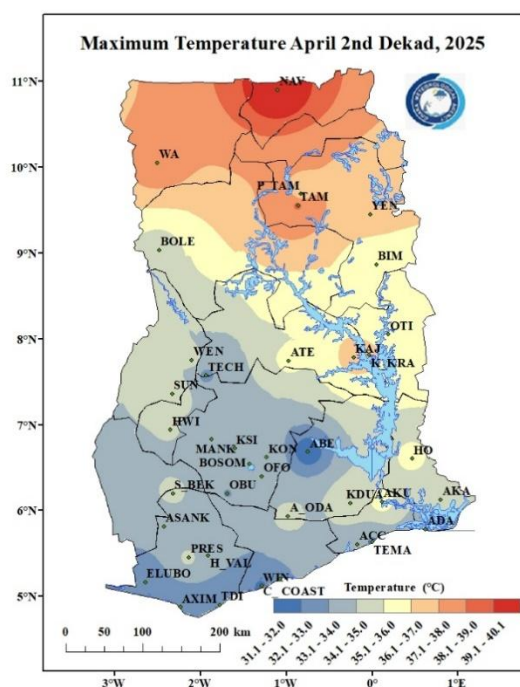 Maximum Temperature April 2nd Dekad, 2025
11°N
NAV
10°N
WA
P_TAM
TAM
YEN
9°N
BOLE
BIM
OTI
8°N
WEN
ATE
KAJ
K_KRA
TECH
SUN
7°N
HWI
KSI
MANK
KON
ABE
HO
BOSOM
OFO
S_BEK
OBU
KDUA
AKU
AKA
6°N
A_ODA
ASANK
ADA
ACC
TEMA
PRES
H_VAL
ELUBO
WIN
C_COAST
AXIM
TDI
5°N
Temperature (°C)
0 50 100 200 km
31.1 - 32.0
32.1 - 33.0
33.1 - 34.0
34.1 - 35.0
35.1 - 36.0
36.1 - 37.0
37.1 - 38.0
38.1 - 39.0
39.1 - 40.1
3°W 2°W 1°W 0° 1°E